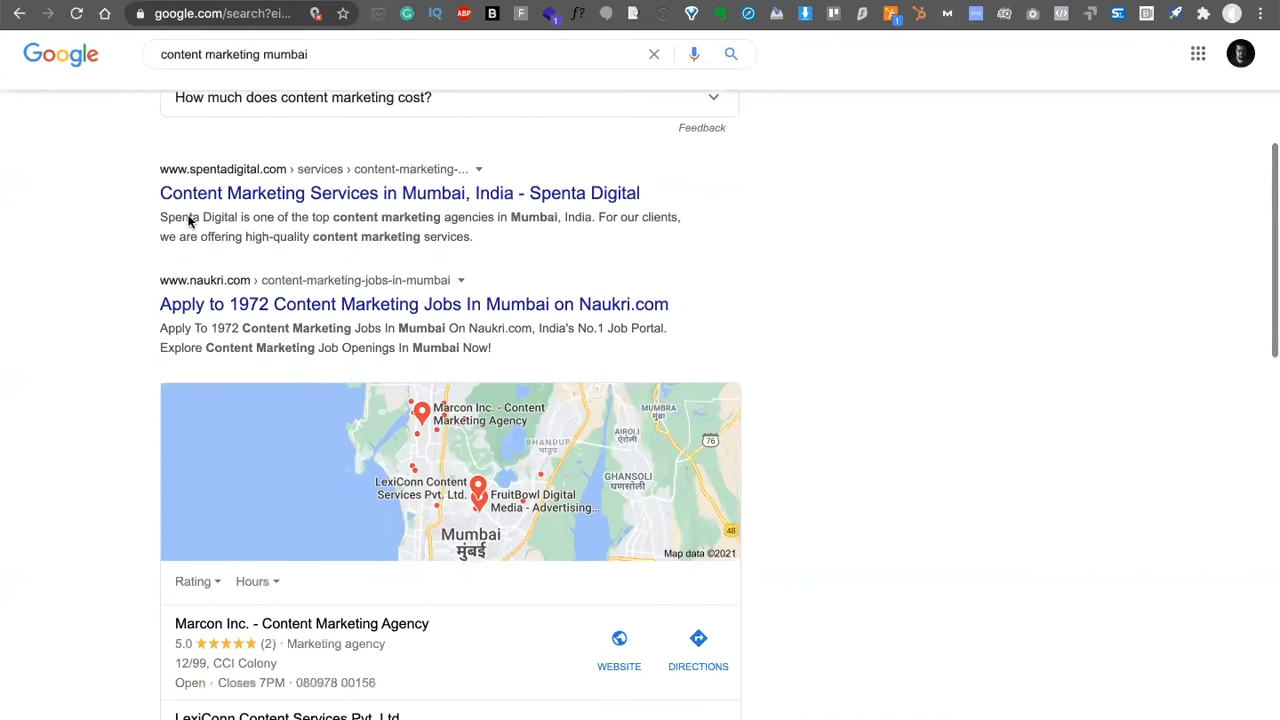 google.com/search?ei...
Google
content marketing mumbai
How much does content marketing cost?
Feedback
www.spentadigital.com › services › content-marketing-...
Content Marketing Services in Mumbai, India - Spenta Digital
Spenta Digital is one of the top content marketing agencies in Mumbai, India. For our clients,
we are offering high-quality content marketing services.
www.naukri.com › content-marketing-jobs-in-mumbai
Apply to 1972 Content Marketing Jobs In Mumbai on Naukri.com
Apply To 1972 Content Marketing Jobs In Mumbai On Naukri.com, India's No.1 Job Portal.
Explore Content Marketing Job Openings In Mumbai Now!
Marcon Inc. - Content
Marketing Agency
MUMBRA
मुंब्रा
AIROLI
ऐरोली
76
BHANDUP
भांडुप
GHANSOLI
घणसोली
LexiConn Content
Services Pvt. Ltd.
FruitBowl Digital
Media - Advertising...
Mumbai
मुंबई
48
Map data ©2021
Rating
Hours
Marcon Inc. - Content Marketing Agency
5.0 (2) · Marketing agency
12/99, CCI Colony
Open · Closes 7PM · 080978 00156
WEBSITE
DIRECTIONS
LexiConn Content Services Pvt. Ltd